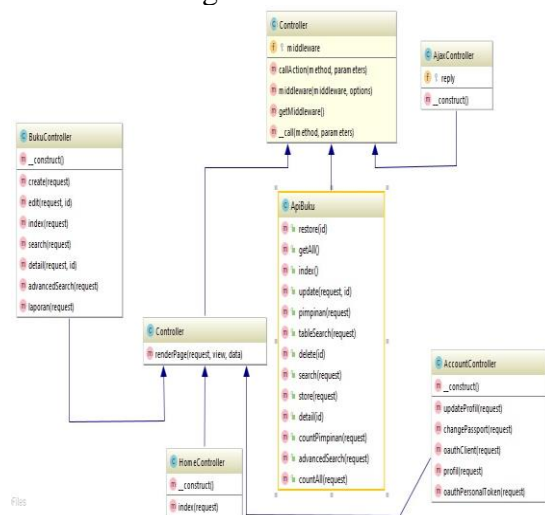 Controller
middleware
callAction(method, parameters)
middleware(middleware, options)
getMiddleware()
__call(method, parameters)
AjaxController
reply
__construct()
BukuController
__construct()
create(request)
edit(request, id)
index(request)
search(request)
detail(request, id)
advancedSearch(request)
laporan(request)
ApiBuku
restore(id)
getAll()
index()
update(request, id)
pimpinan(request)
tableSearch(request)
delete(id)
search(request)
store(request)
detail(id)
countPimpinan(request)
advancedSearch(request)
countAll(request)
Controller
renderPage(request, view, data)
AccountController
__construct()
updateProfil(request)
changePassport(request)
oauthClient(request)
profil(request)
oauthPersonalToken(request)
HomeController
__construct()
index(request)
Files